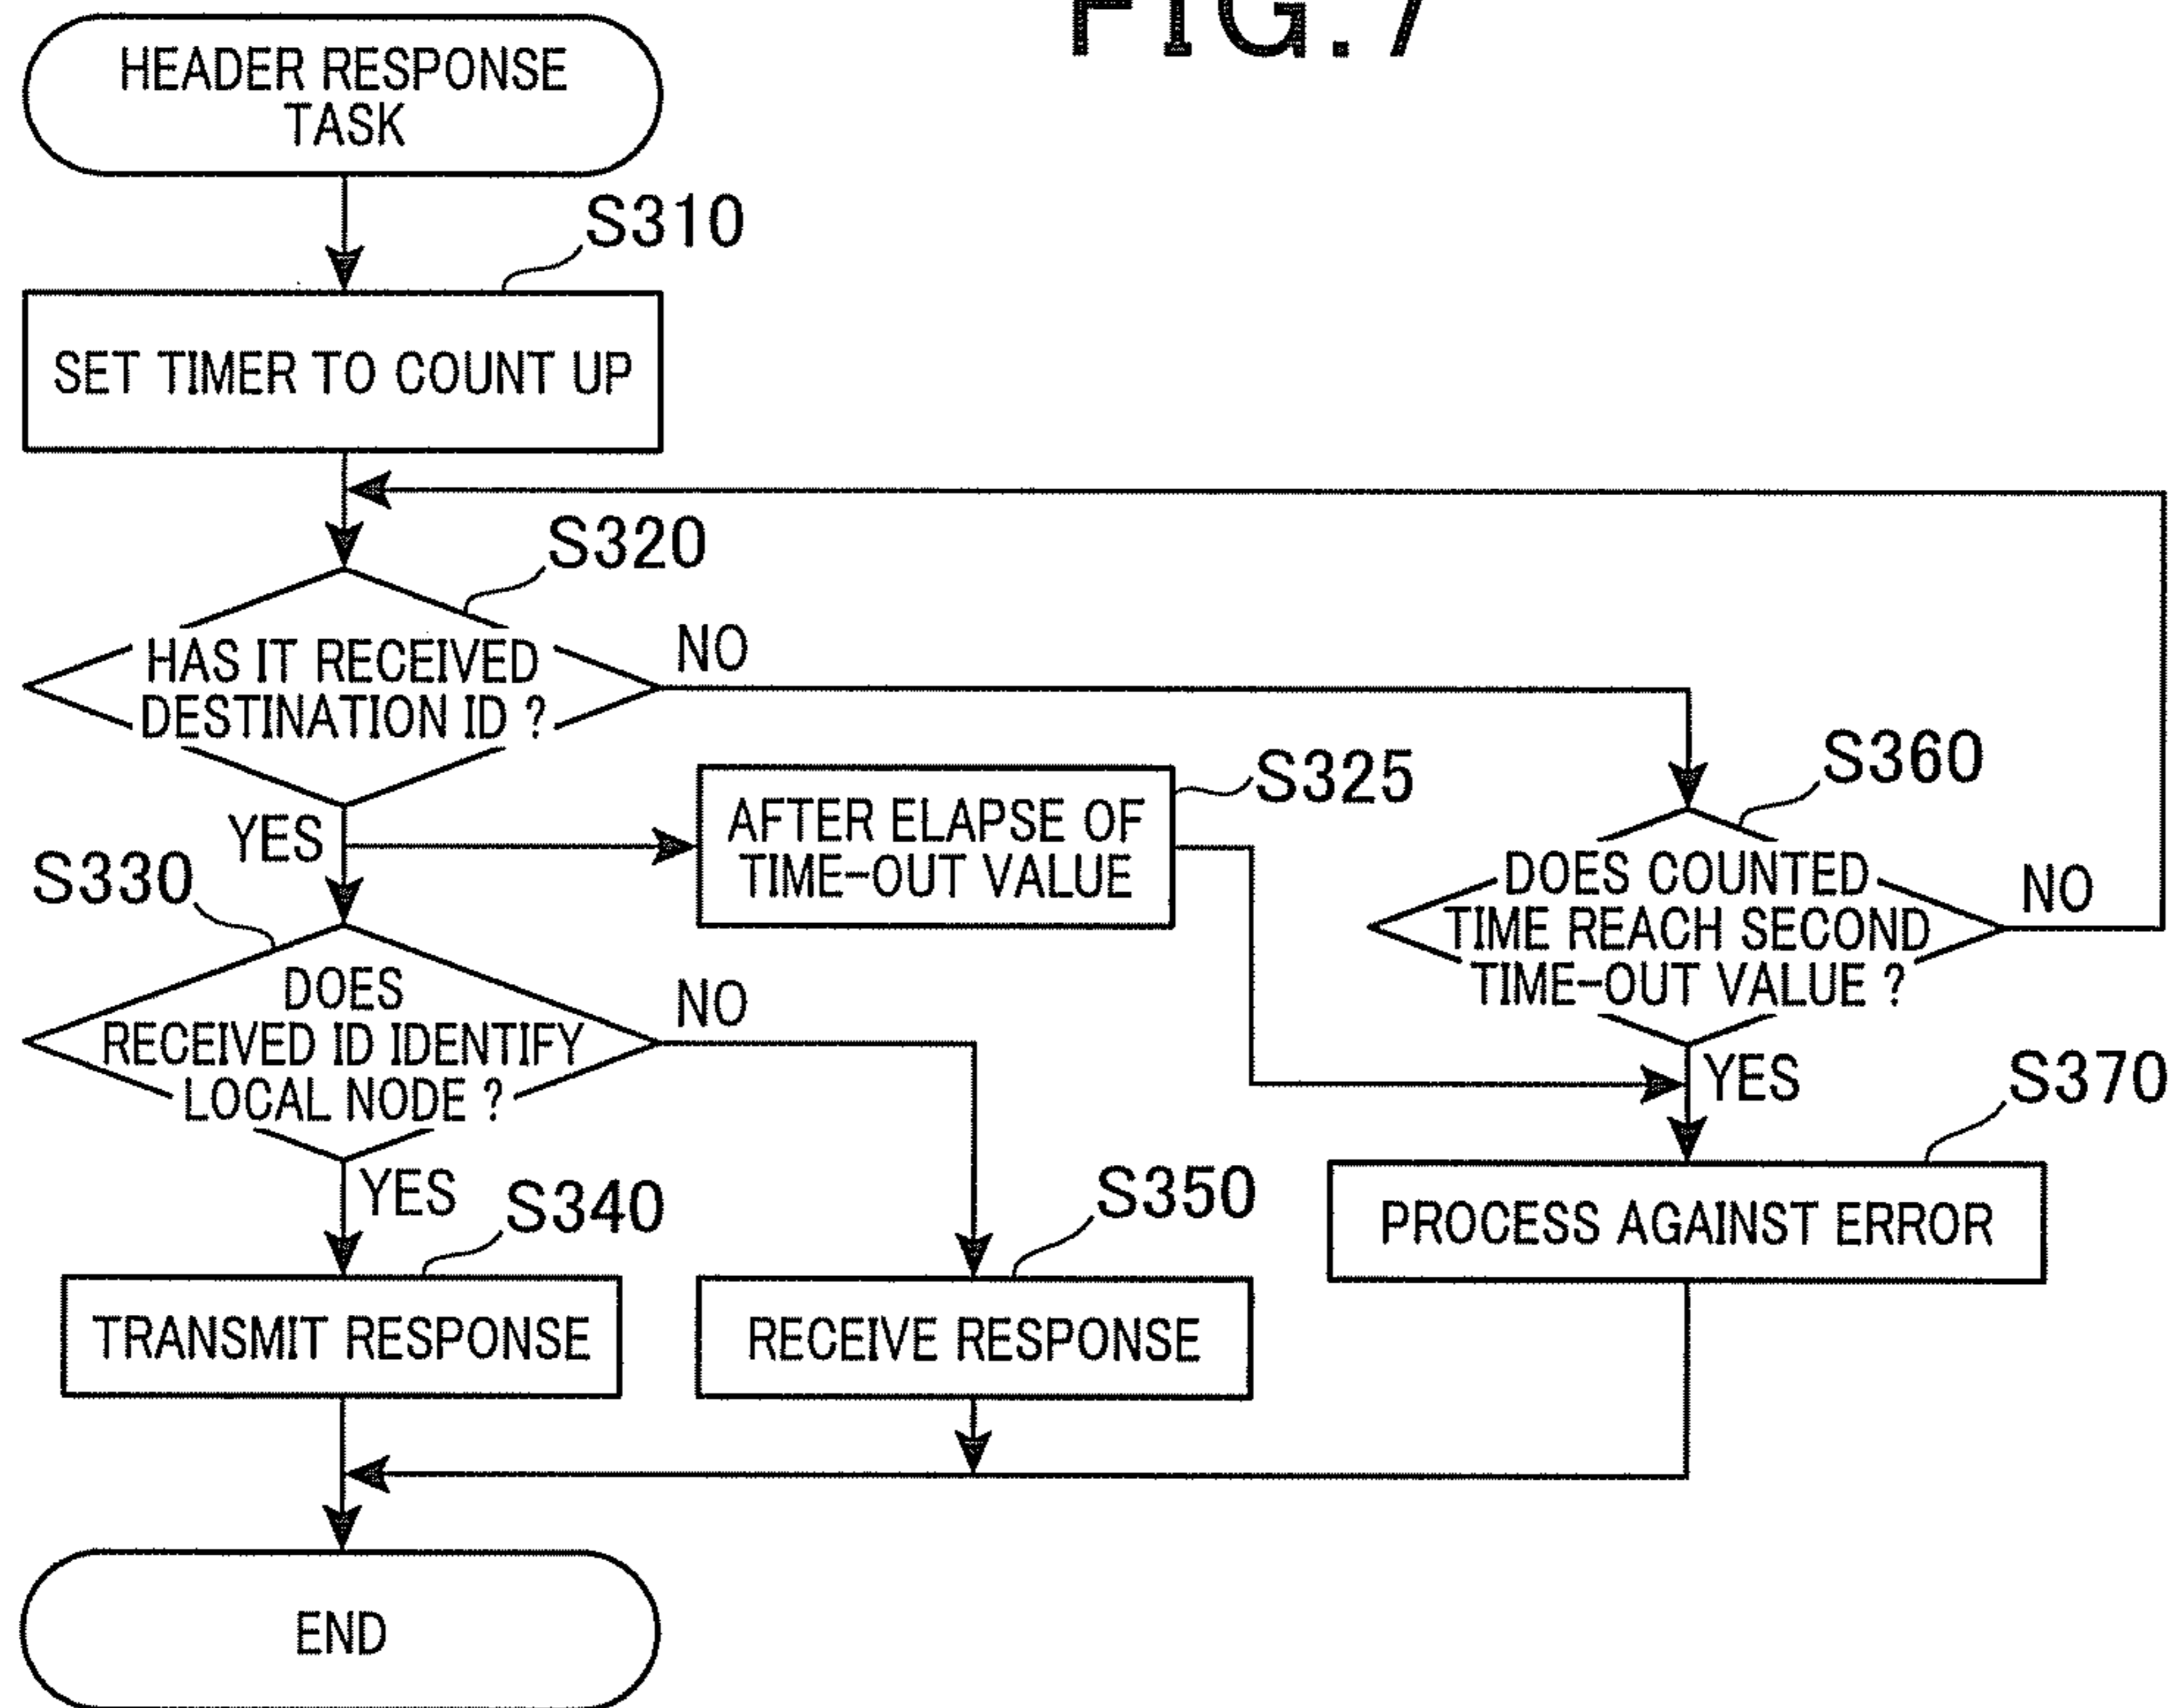 FIG.7
HEADER RESPONSE
TASK
S310
SET TIMER TO COUNT UP
S320
HAS IT RECEIVED
DESTINATION ID ?
NO
YES
S325
AFTER ELAPSE OF
TIME-OUT VALUE
S360
DOES COUNTED
TIME REACH SECOND
TIME-OUT VALUE ?
NO
YES
S330
DOES
RECEIVED ID IDENTIFY
LOCAL NODE ?
NO
YES
S340
TRANSMIT RESPONSE
S350
RECEIVE RESPONSE
S370
PROCESS AGAINST ERROR
END